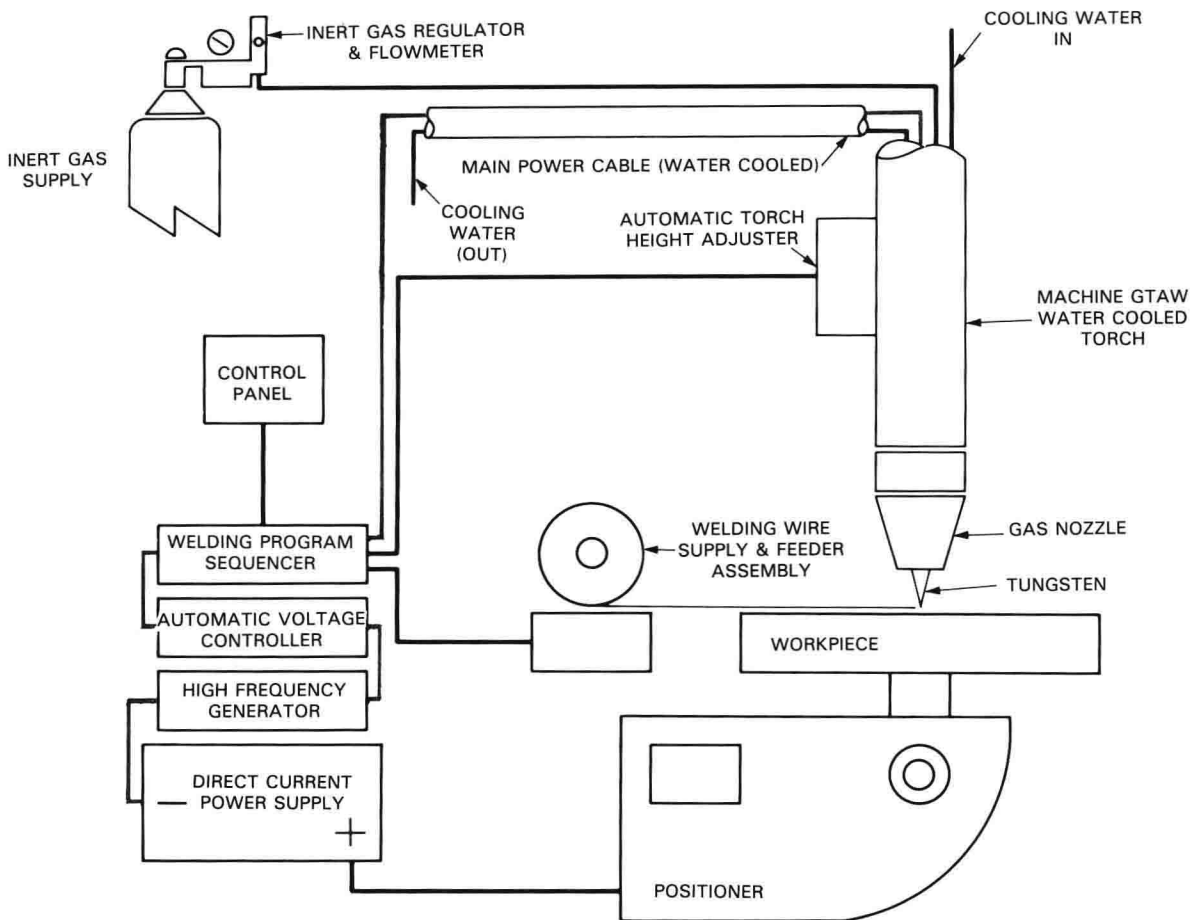 INERT GAS REGULATOR
& FLOWMETER
COOLING WATER
IN
INERT GAS
SUPPLY
MAIN POWER CABLE (WATER COOLED)
COOLING
WATER
(OUT)
AUTOMATIC TORCH
HEIGHT ADJUSTER
MACHINE GTAW
WATER COOLED
TORCH
CONTROL
PANEL
WELDING PROGRAM
SEQUENCER
WELDING WIRE
SUPPLY & FEEDER
ASSEMBLY
GAS NOZZLE
TUNGSTEN
AUTOMATIC VOLTAGE
CONTROLLER
WORKPIECE
HIGH FREQUENCY
GENERATOR
DIRECT CURRENT
POWER SUPPLY
— +
POSITIONER